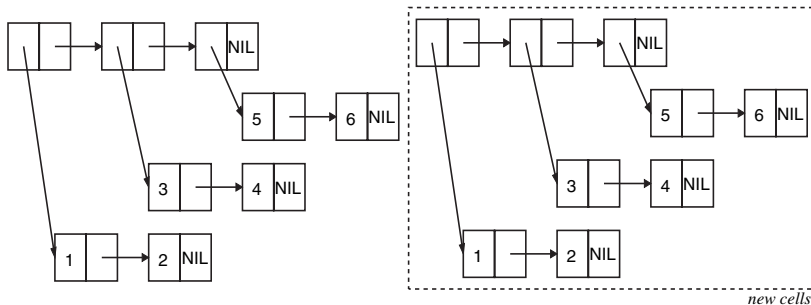 NIL NIL
5 6 NIL 5 6 NIL
3 4 NIL 3 4 NIL
1 2 NIL 1 2 NIL
new cells